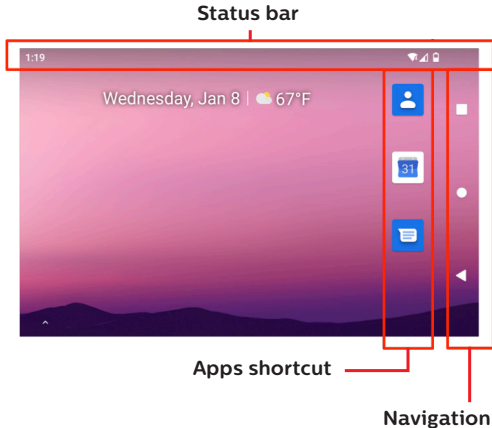 Status bar
1:19
Wednesday, Jan 8 | 67°F
31
Apps shortcut
Navigation